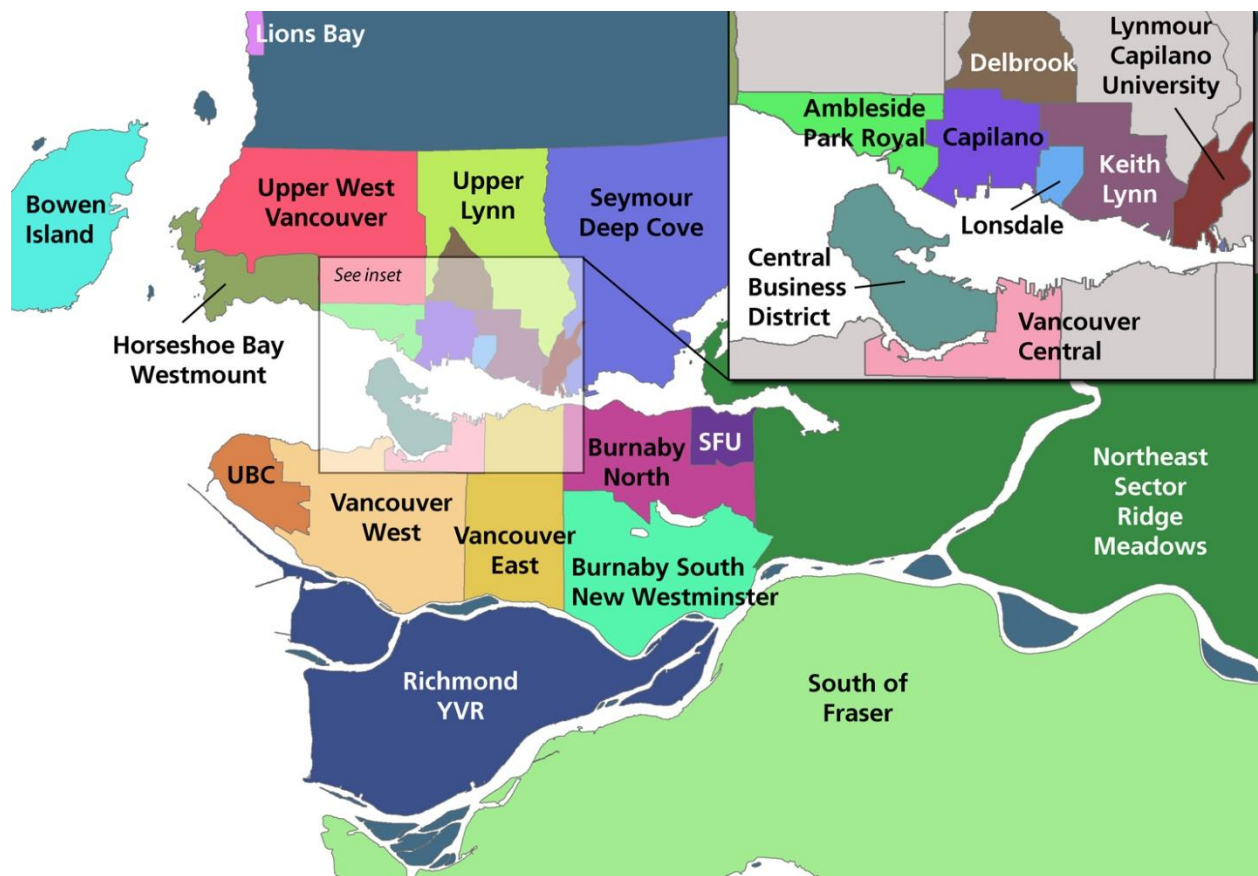 Lions Bay
Bowen
Island
Upper West
Vancouver
Upper
Lynn
Seymour
Deep Cove
See inset
Horseshoe Bay
Westmount
Delbrook
Lynmour
Capilano
University
Ambleside
Park Royal
Capilano
Keith
Lynn
Lonsdale
Central
Business
District
Vancouver
Central
UBC
Vancouver
West
Vancouver
East
Burnaby
North
SFU
Burnaby South
New Westminster
Northeast
Sector
Ridge
Meadows
Richmond
YVR
South of
Fraser